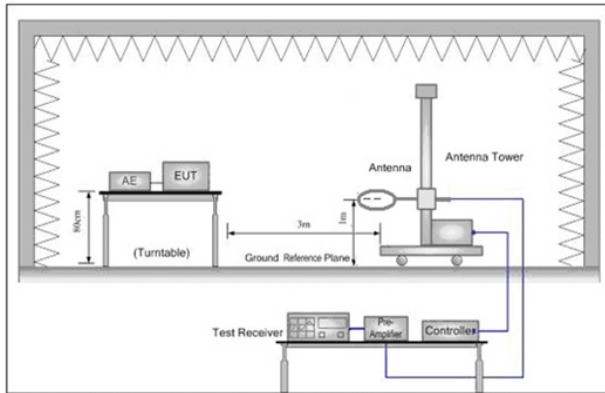 Antenna
Antenna Tower
AE
EUT
80cm
3m
1m
(Turntable)
Ground Reference Plane
Test Receiver
Pre-
Amplifier
Controller